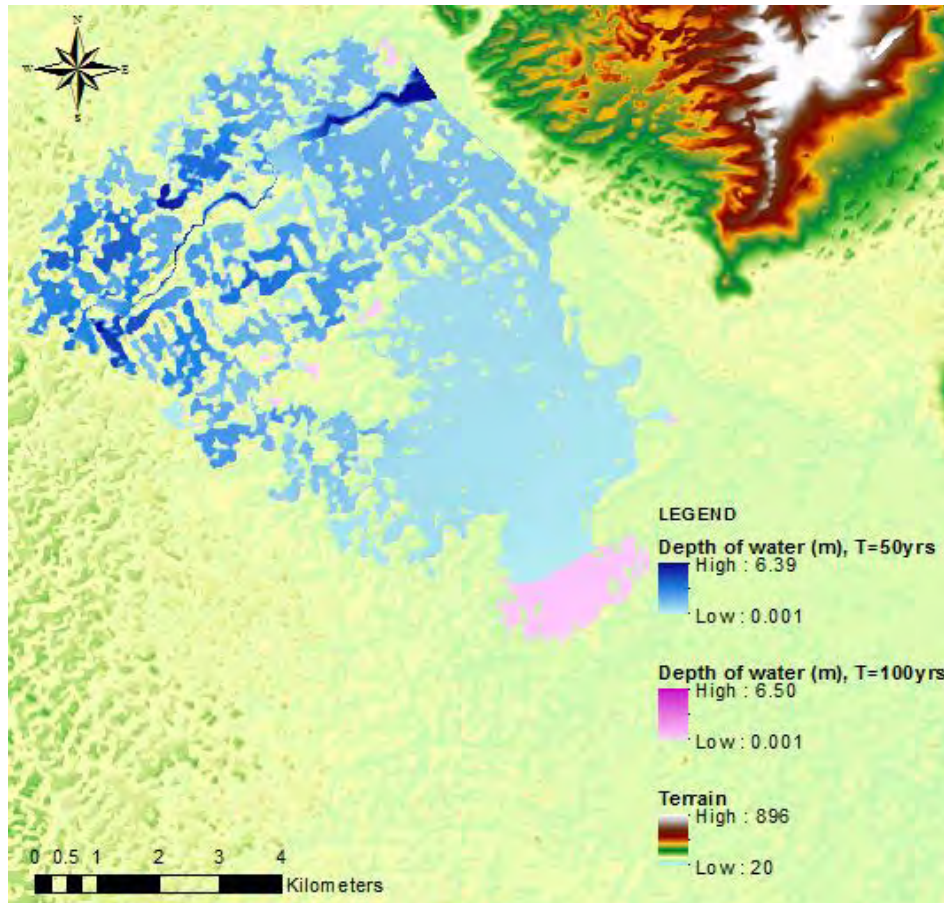 N
W E
S
LEGEND
Depth of water (m), T=50yrs
High : 6.39
Low : 0.001
Depth of water (m), T=100yrs
High : 6.50
Low : 0.001
Terrain
High : 896
Low : 20
0 0.5 1 2 3 4
Kilometers